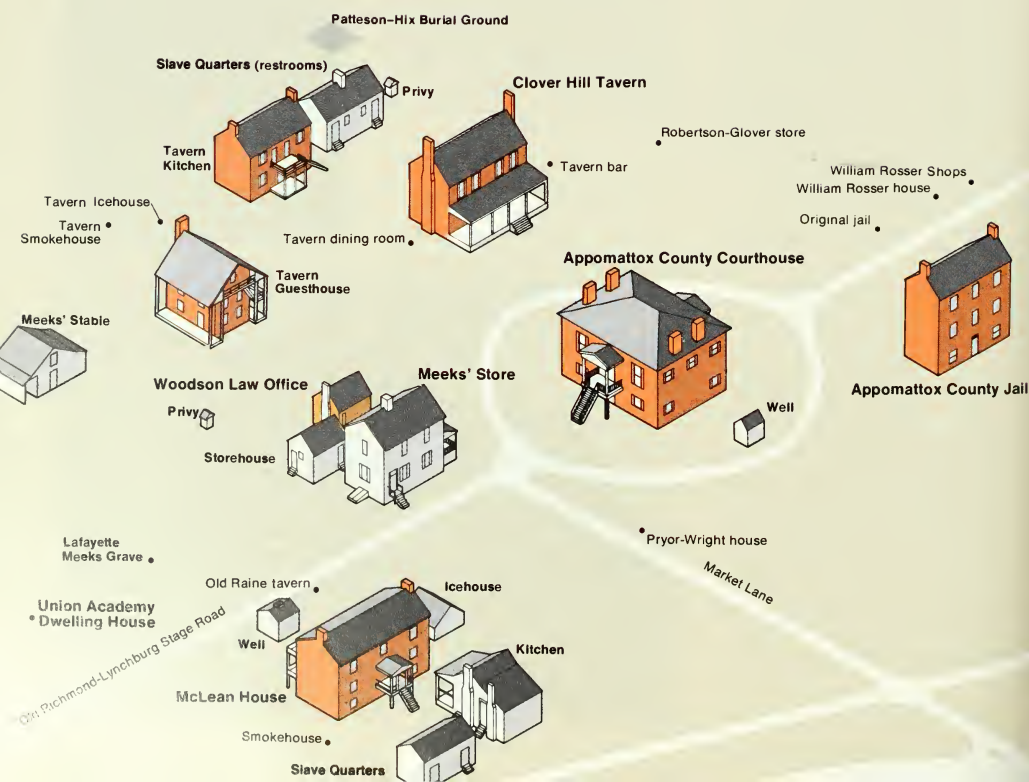 Patteson-Hix Burial Ground
Slave Quarters (restrooms)
Privy
Clover Hill Tavern
Tavern
Kitchen
Tavern bar
Robertson-Glover store
William Rosser Shops
William Rosser house
Original jail
Tavern Icehouse
Tavern
Smokehouse
Tavern dining room
Tavern
Guesthouse
Appomattox County Courthouse
Meeks' Stable
Appomattox County Jail
Woodson Law Office
Meeks' Store
Privy
Well
Storehouse
Pryor-Wright house
Lafayette
Meeks Grave
Market Lane
Old Raine tavern
Icehouse
Union Academy
Dwelling House
Old Richmond-Lynchburg Stage Road
Well
Kitchen
McLean House
Smokehouse
Slave Quarters